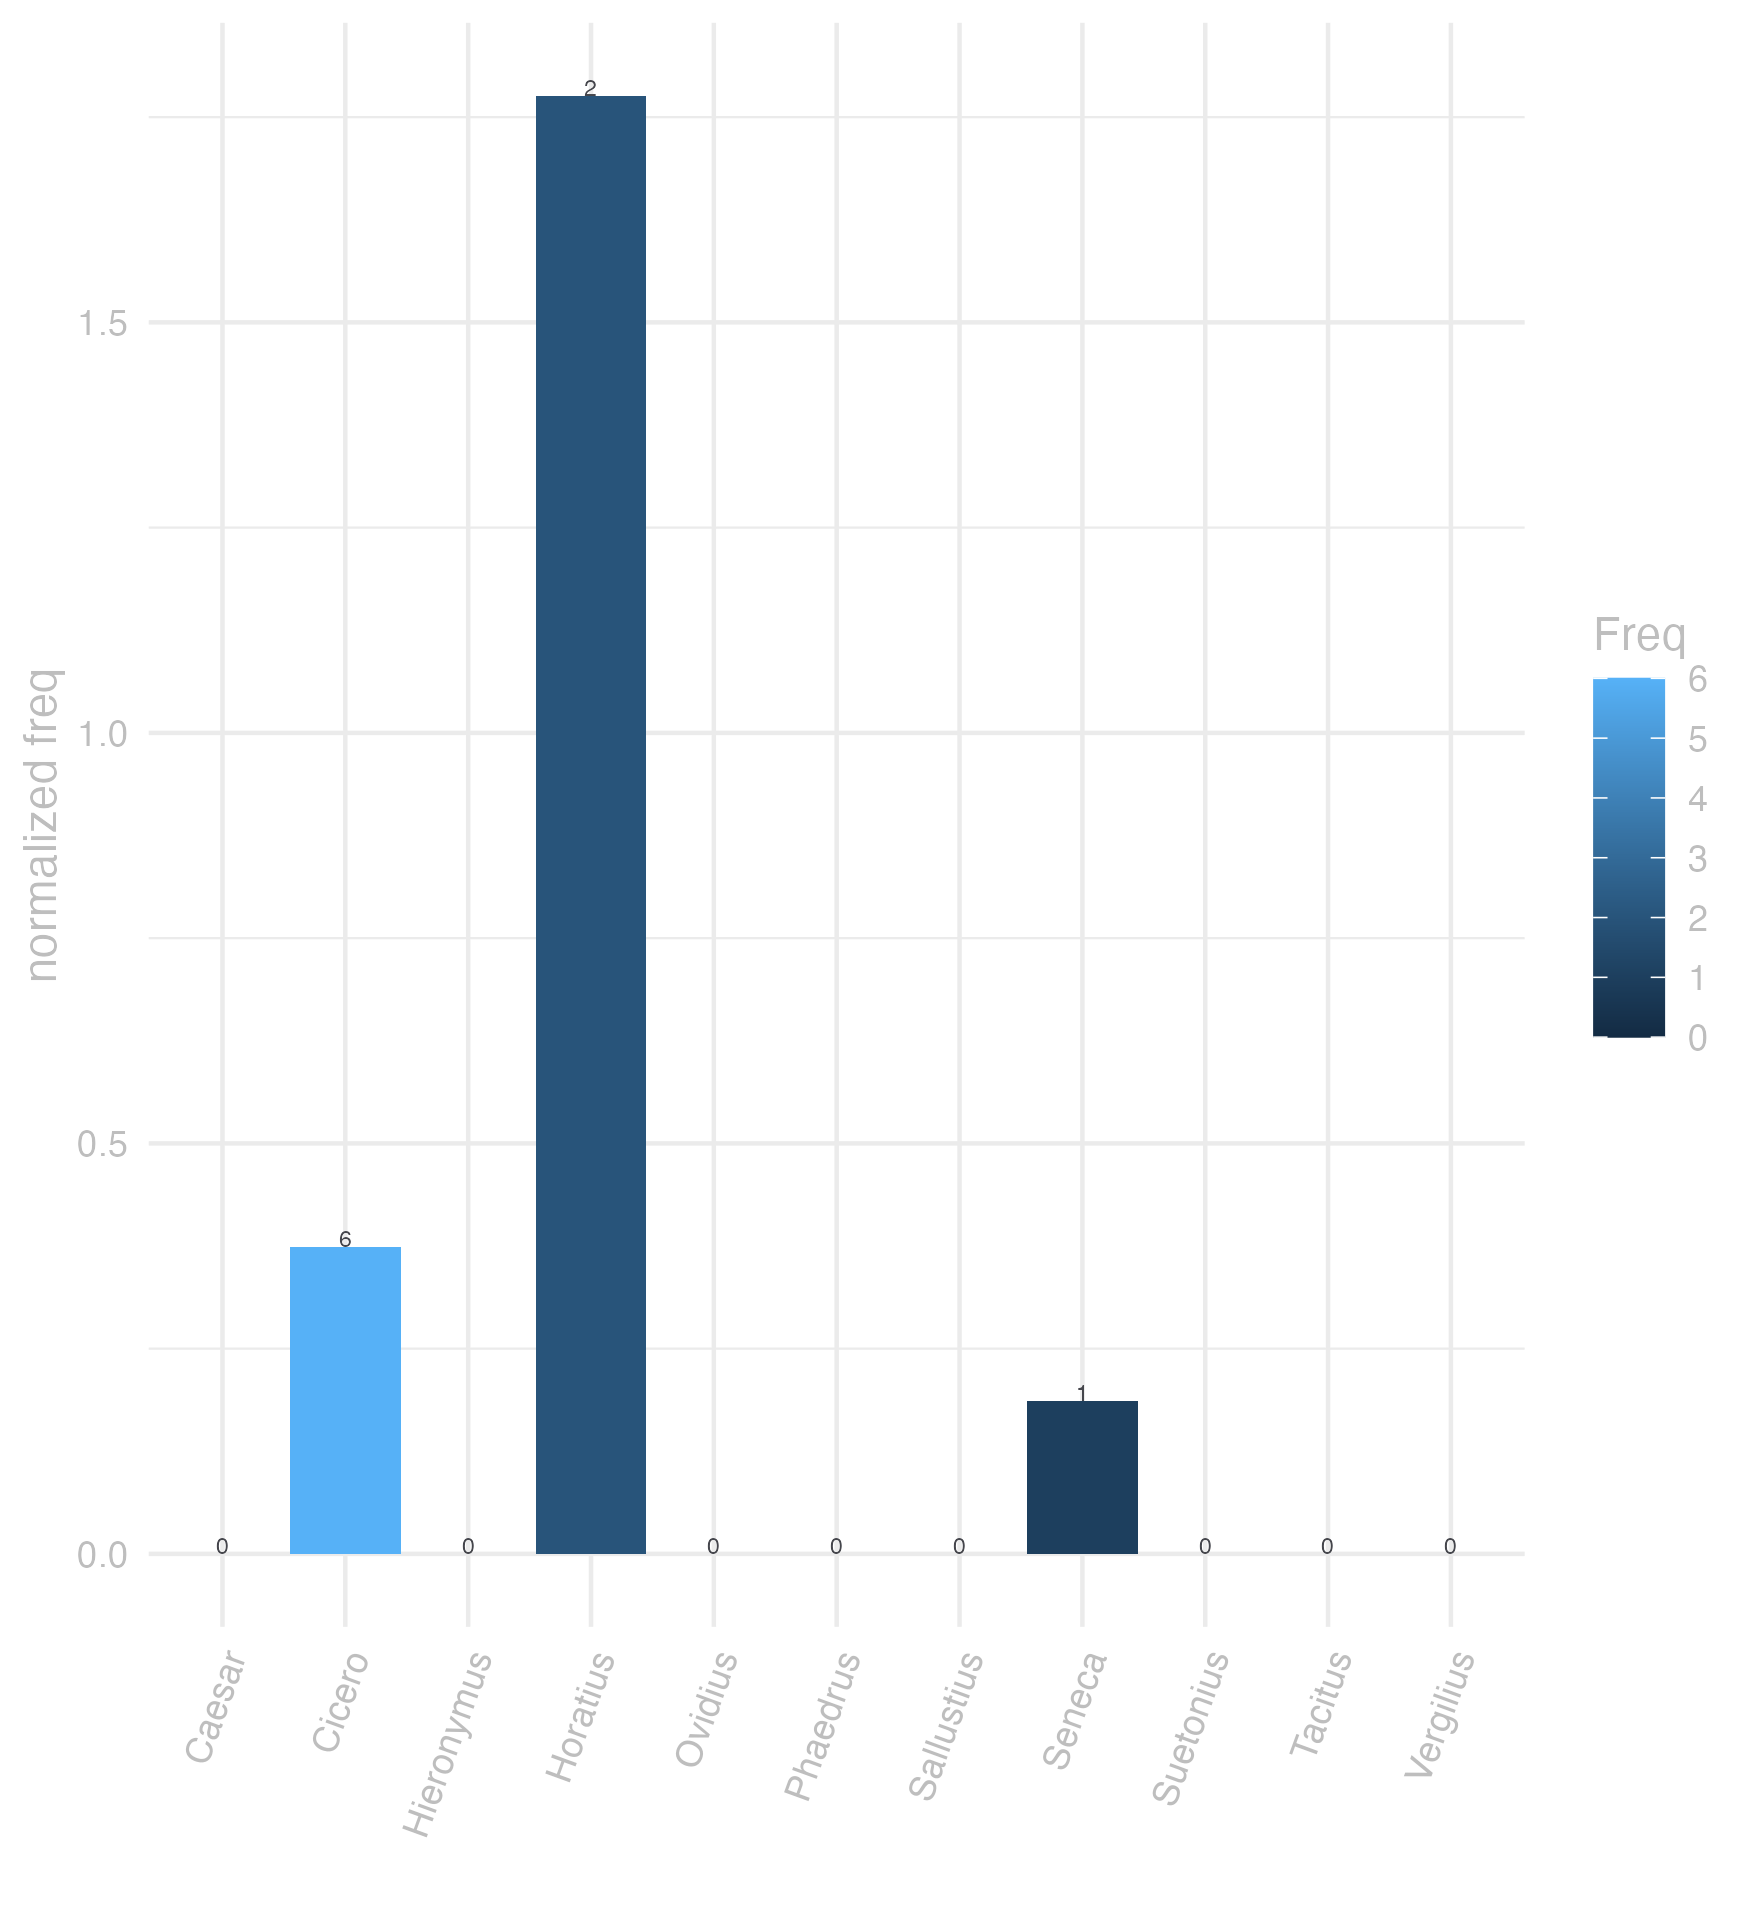 2
1.5
Freq
6
normalized freq
5
1.0
4
3
2
1
0
0.5
6
1
0.0
0
0
0
0
0
0
0
0
Caesar
Cicero
Hieronymus
Horatius
Ovidius
Phaedrus
Sallustius
Seneca
Suetonius
Tacitus
Vergilius